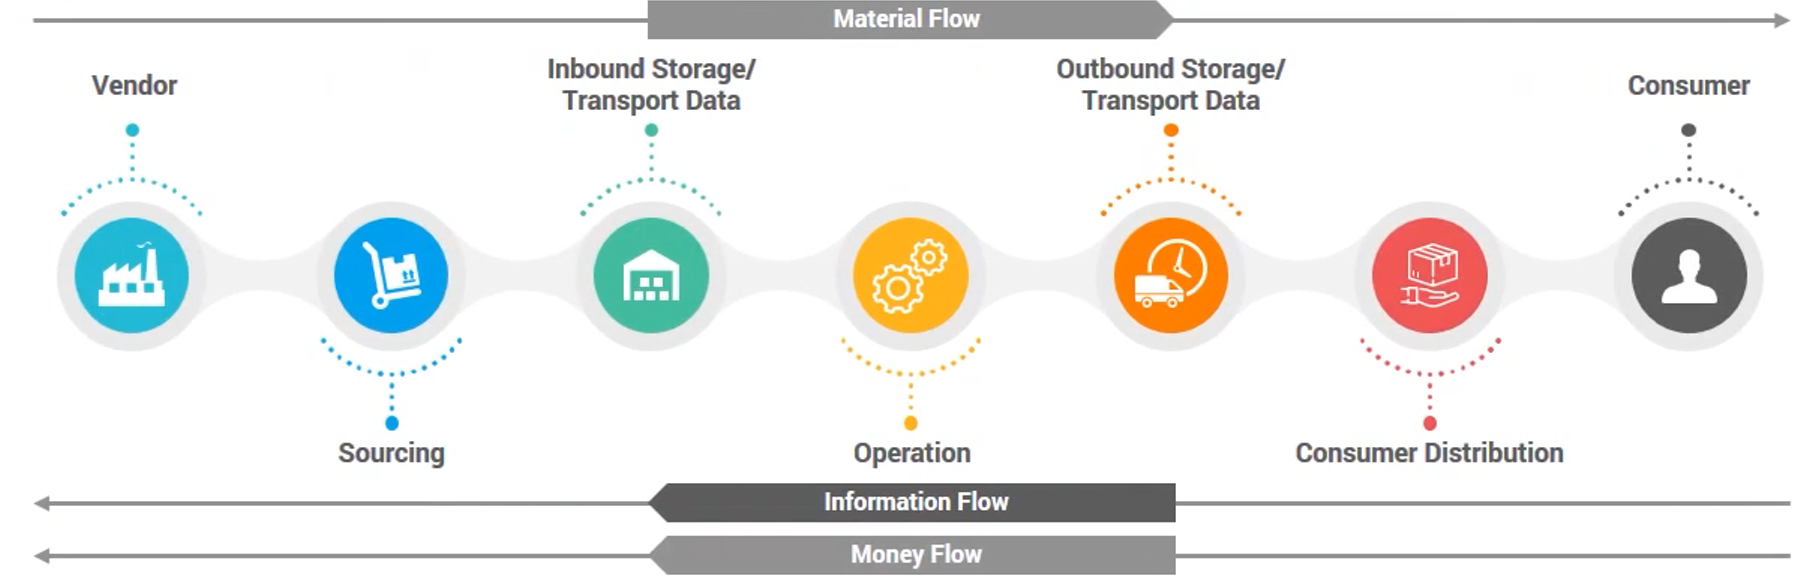 Material Flow
Vendor
Inbound Storage/
Transport Data
Outbound Storage/
Transport Data
Consumer
Sourcing
Operation
Consumer Distribution
Information Flow
Money Flow